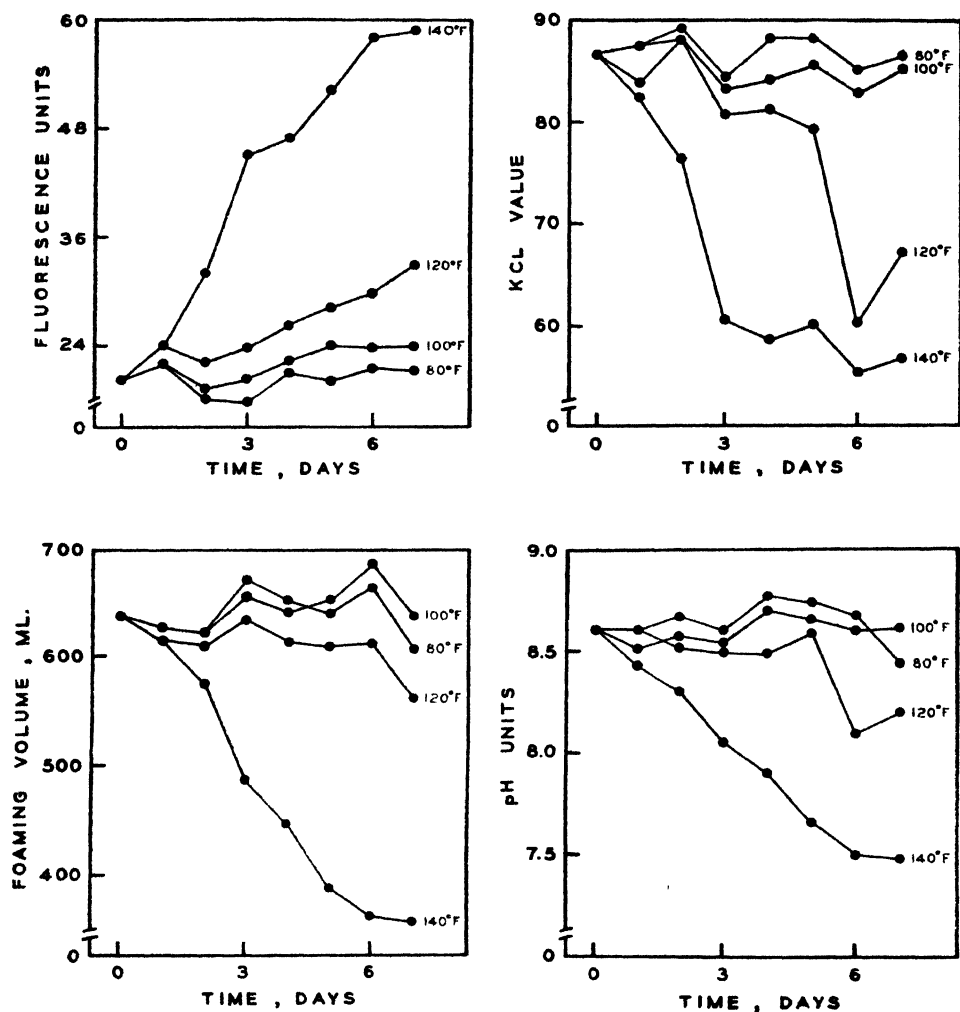 60
48
36
24
0
FLUORESCENCE UNITS
140°F
120°F
100°F
80°F
0 3 6
TIME , DAYS
90
80
70
60
0
KCL VALUE
80°F
100°F
120°F
140°F
0 3 6
TIME , DAYS
700
600
500
400
0
FOAMING VOLUME , ML.
100°F
80°F
120°F
140°F
0 3 6
TIME , DAYS
9.0
8.5
8.0
7.5
0
pH UNITS
100°F
80°F
120°F
140°F
0 3 6
TIME , DAYS